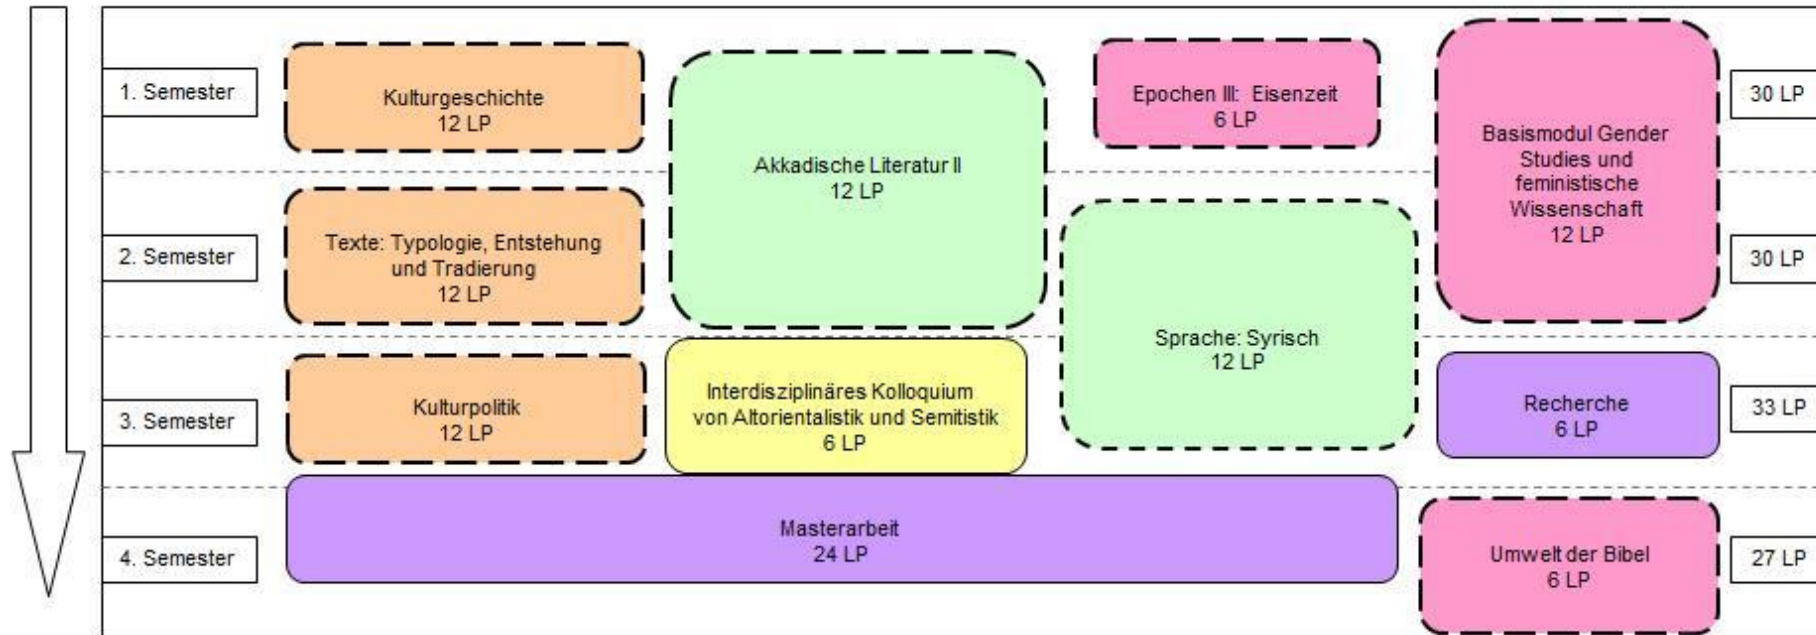 1. Semester
Kulturgeschichte
12 LP
Akkadische Literatur II
12 LP
Epochen III: Eisenzeit
6 LP
Basismodul Gender
Studies und
feministische
Wissenschaft
12 LP
30 LP
2. Semester
Texte: Typologie, Entstehung
und Tradierung
12 LP
Sprache: Syrisch
12 LP
30 LP
3. Semester
Kulturpolitik
12 LP
Interdisziplinäres Kolloquium
von Altorientalistik und Semitistik
6 LP
Recherche
6 LP
33 LP
4. Semester
Masterarbeit
24 LP
Umwelt der Bibel
6 LP
27 LP